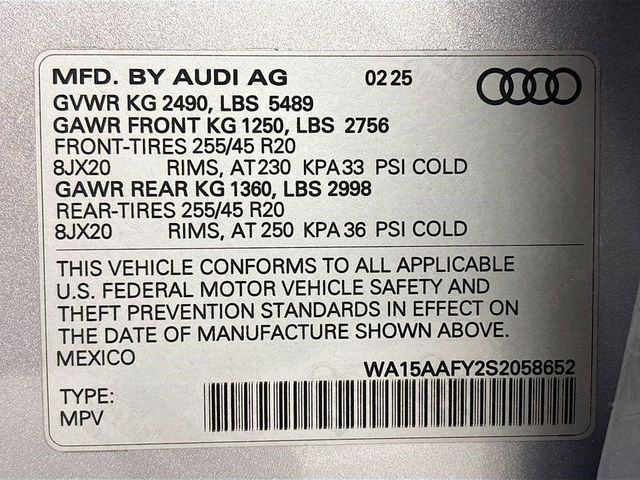 MFD. BY AUDI AG 02 25
GVWR KG 2490, LBS 5489
GAWR FRONT KG 1250, LBS 2756
FRONT-TIRES 255/45 R20
8JX20 RIMS, AT 230 KPA 33 PSI COLD
GAWR REAR KG 1360, LBS 2998
REAR-TIRES 255/45 R20
8JX20 RIMS, AT 250 KPA 36 PSI COLD
THIS VEHICLE CONFORMS TO ALL APPLICABLE
U.S. FEDERAL MOTOR VEHICLE SAFETY AND
THEFT PREVENTION STANDARDS IN EFFECT ON
THE DATE OF MANUFACTURE SHOWN ABOVE.
MEXICO
WA15AAFY2S2058652
TYPE:
MPV